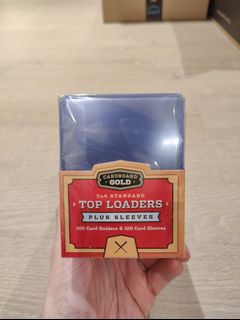 CARDBOARD
GOLD
3x4 STANDARD
TOP LOADERS
PLUS SLEEVES
100 Card Holders & 100 Card Sleeves